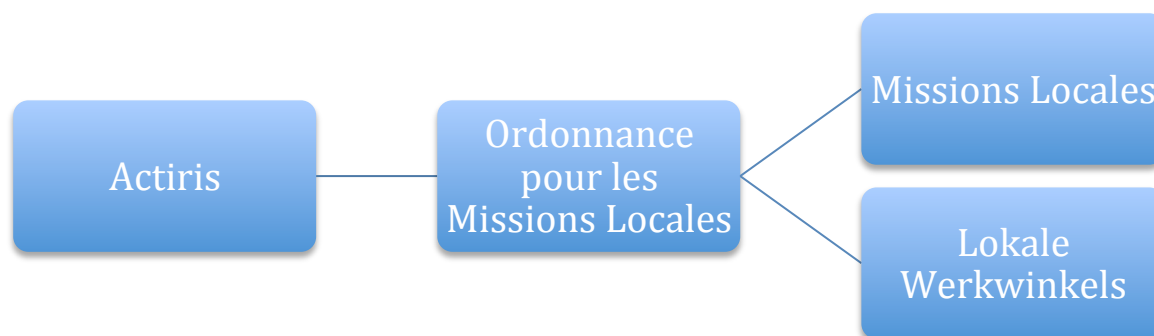 Actiris
Ordonnance
pour les
Missions Locales
Missions Locales
Lokale
Werkwinkels